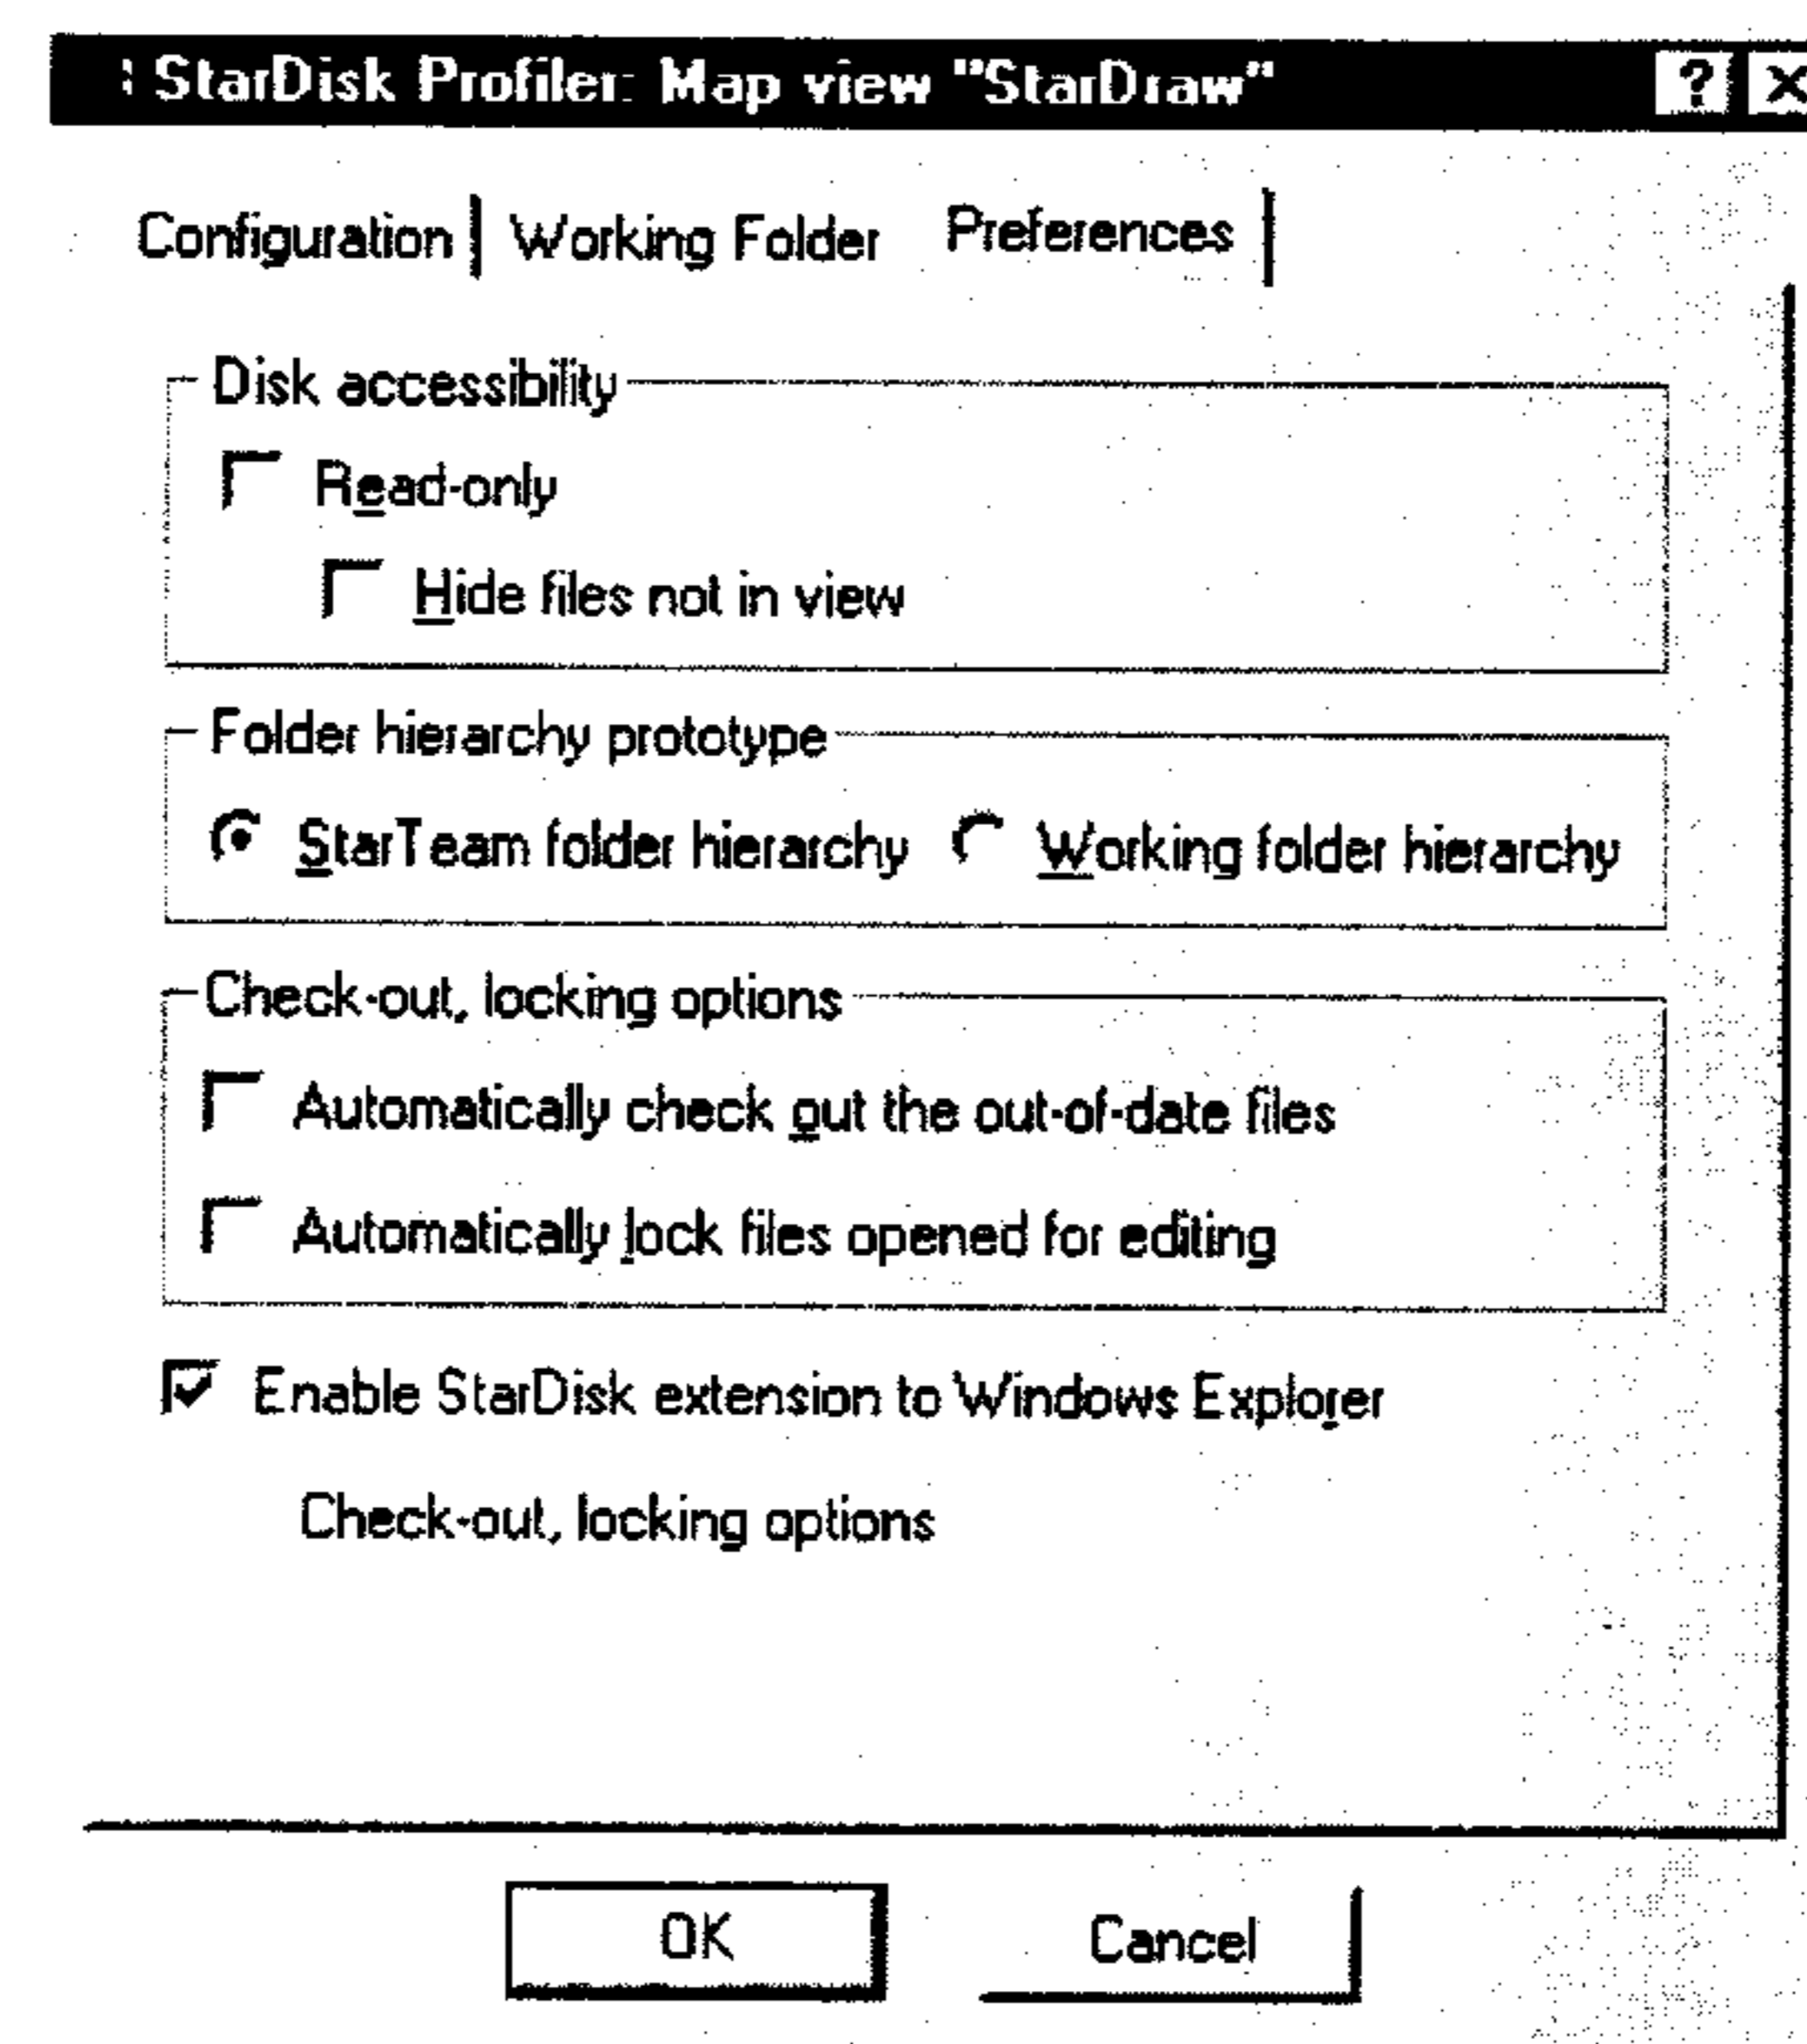 StarDisk Profiler: Map view "StarDraw" ? X
Configuration Working Folder Preferences
Disk accessibility
Read-only
Hide files not in view
Folder hierarchy prototype
StarTeam folder hierarchy Working folder hierarchy
Check-out, locking options
Automatically check out the out-of-date files
Automatically lock files opened for editing
Enable StarDisk extension to Windows Explorer
Check-out, locking options
OK Cancel